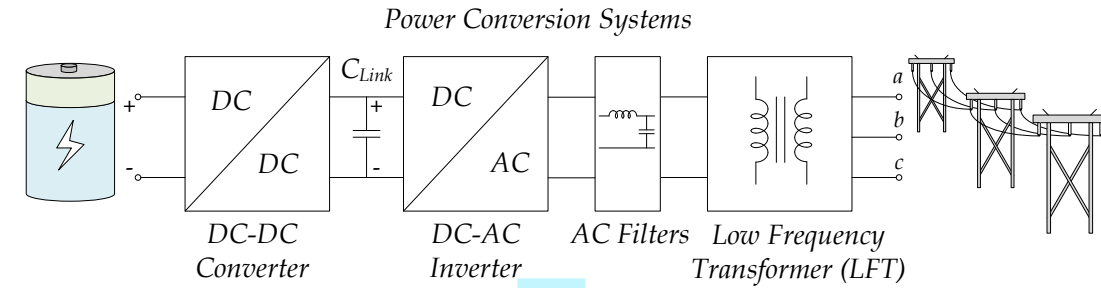 Power Conversion Systems
C_Link
+
-
DC
DC
+
-
DC
AC
a
b
c
DC-DC
Converter
DC-AC
Inverter
AC Filters
Low Frequency
Transformer (LFT)